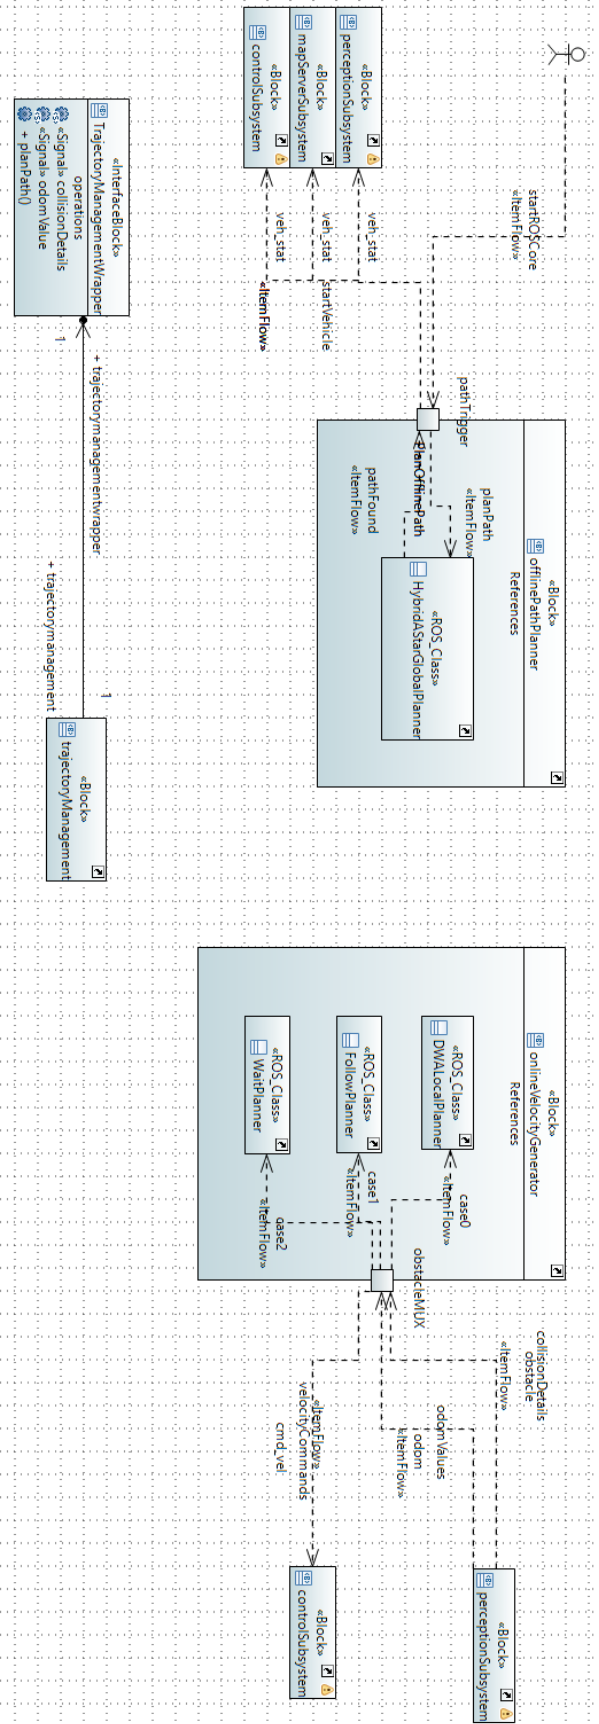 startROSCore
«ItemFlow»
«Block»
perceptionSubsystem
«Block»
mapServerSubsystem
«Block»
controlSubsystem
veh_stat
veh_stat
veh_stat
startVehicle
«ItemFlow»
«InterfaceBlock»
TrajectoryManagementWrapper
operations
«Signal» collisionDetails
«Signal» odomValue
+ planPath()
1
+ trajectorymanagementwrapper
+ trajectorymanagement
1
«Block»
trajectoryManagement
pathTrigger
«Block»
offlinePathPlanner
References
planPath
«ItemFlow»
PlanOfflinePath
pathFound
«ItemFlow»
«ROS_Class»
HybridAStarGlobalPlanner
«Block»
onlineVelocityGenerator
References
«ROS_Class»
DWALocalPlanner
«ROS_Class»
FollowPlanner
«ROS_Class»
WaitPlanner
case0
«ItemFlow»
case1
«ItemFlow»
case2
«ItemFlow»
obstacleMUX
collisionDetails
obstacle
«ItemFlow»
odomValues
odom
«ItemFlow»
«ItemFlow»
velocityCommands
cmd_vel
«Block»
perceptionSubsystem
«Block»
controlSubsystem